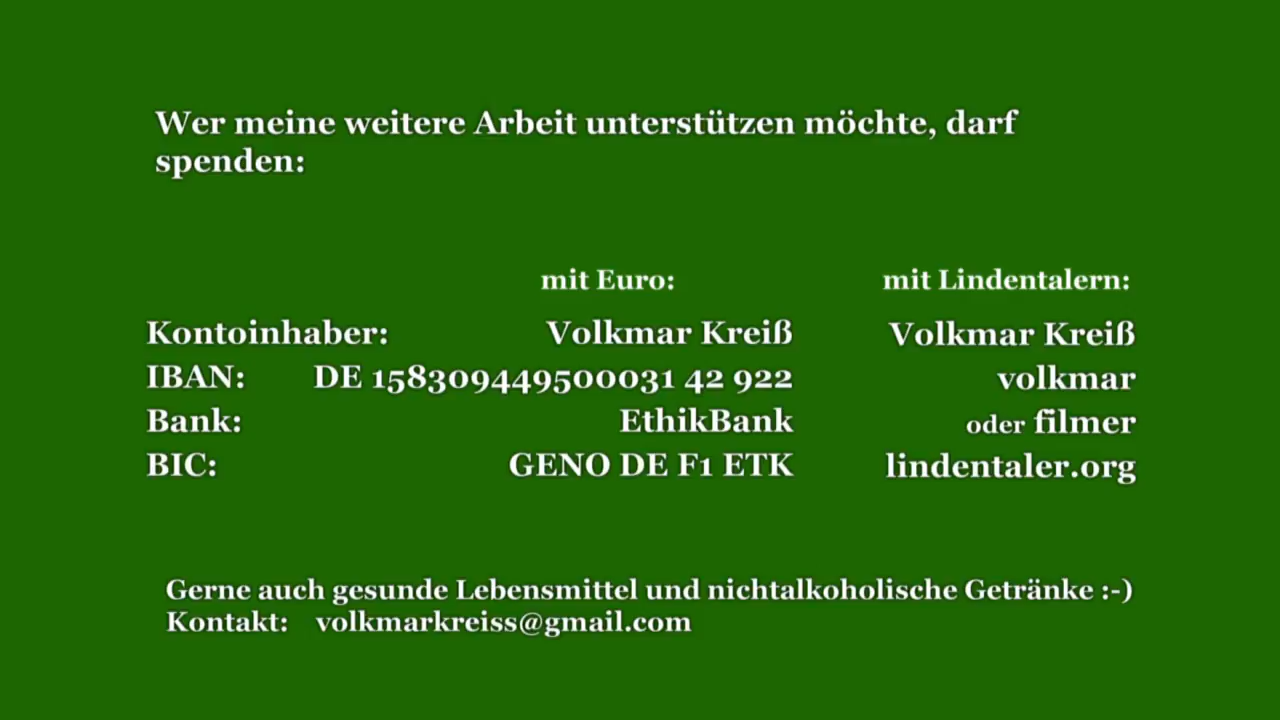 Wer meine weitere Arbeit unterstützen möchte, darf
spenden:
mit Euro: mit Lindentalern:
Kontoinhaber: Volkmar Kreiß Volkmar Kreiß
IBAN: DE 158309449500031 42 922 volkmar
Bank: EthikBank oder filmer
BIC: GENO DE F1 ETK lindentaler.org
Gerne auch gesunde Lebensmittel und nichtalkoholische Getränke :-)
Kontakt: volkmarkreiss@gmail.com